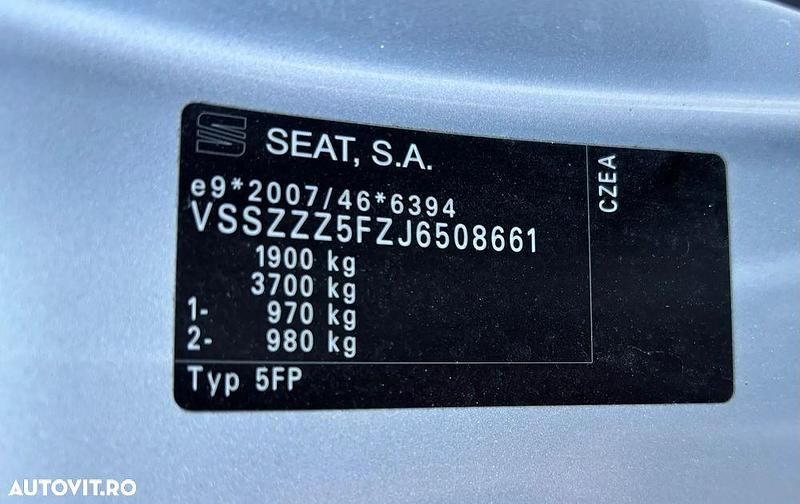 SEAT, S.A.
e9*2007/46*6394
VSSZZZ5FZJ6508661
1900 kg
3700 kg
1- 970 kg
2- 980 kg
Typ 5FP
CZEA
AUTOVIT.RO